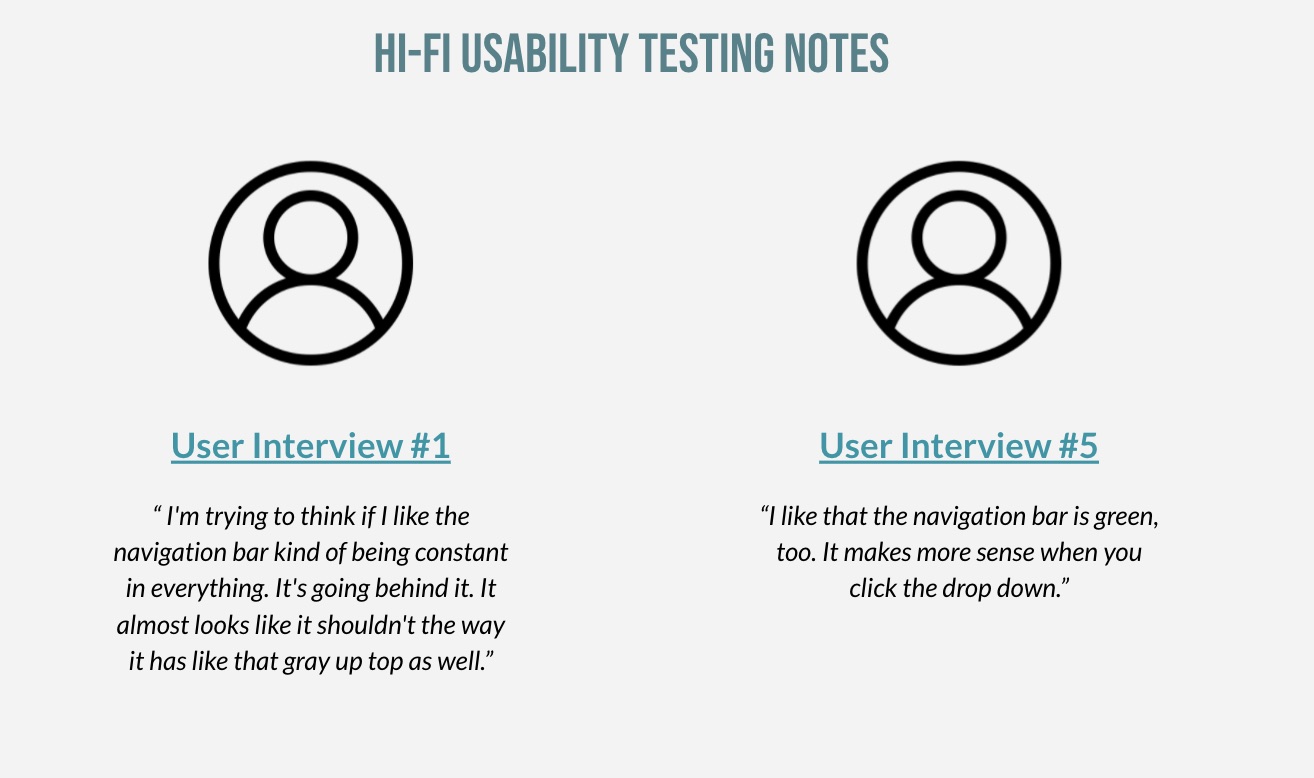 HI-FI USABILITY TESTING NOTES
User Interview #1
“ I'm trying to think if I like the
navigation bar kind of being constant
in everything. It's going behind it. It
almost looks like it shouldn't the way
it has like that gray up top as well.”
User Interview #5
“I like that the navigation bar is green,
too. It makes more sense when you
click the drop down.”